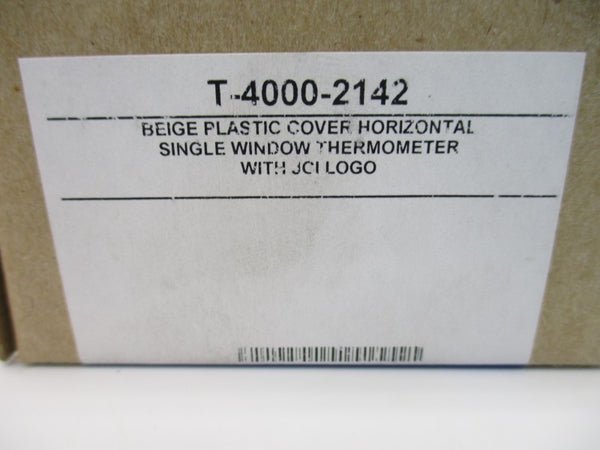 T-4000-2142
BEIGE PLASTIC COVER HORIZONTAL
SINGLE WINDOW THERMOMETER
WITH JCI LOGO